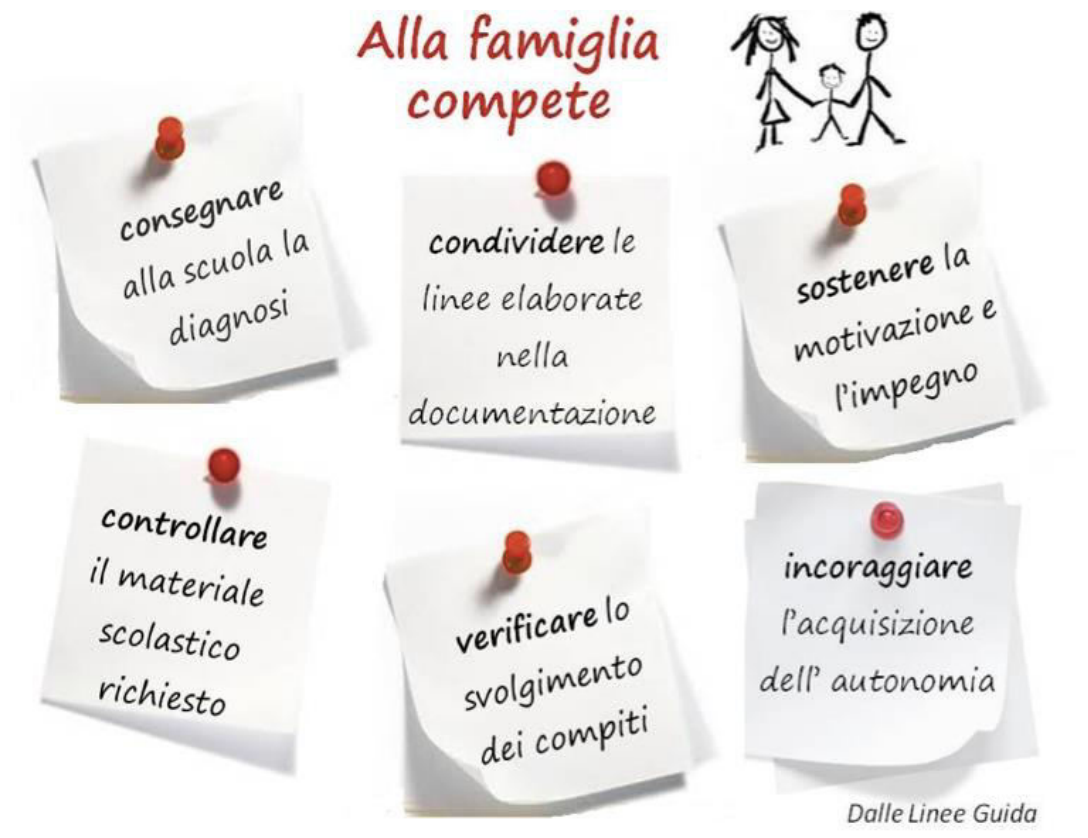 Alla famiglia
compete
consegnare
alla scuola la
diagnosi
condividere le
linee elaborate
nella
documentazione
sostenere la
motivazione e
l'impegno
controllare
il materiale
scolastico
richiesto
verificare lo
svolgimento
dei compiti
incoraggiare
l'acquisizione
dell' autonomia
Dalle Linee Guida